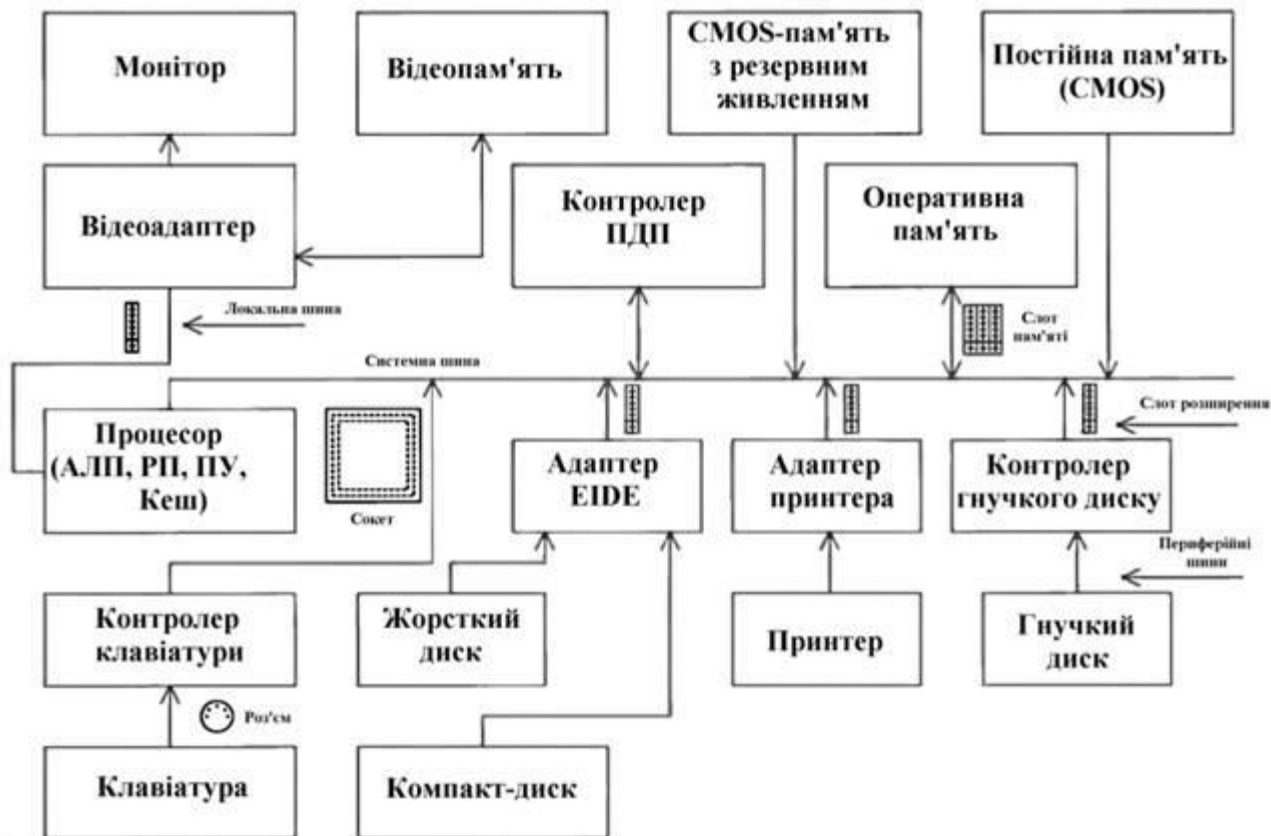 Монітор
Відеопам'ять
CMOS-пам'ять
з резервним
живленням
Постійна пам'ять
(CMOS)
Відеоадаптер
Контролер
ПДП
Оперативна
пам'ять
Локальна шина
Слот
пам'яті
Системна шина
Слот розширення
Процесор
(АЛП, РП, ПУ,
Кеш)
Сокет
Адаптер
EIDE
Адаптер
принтера
Контролер
гнучкого диску
Периферійні
шини
Контролер
клавіатури
Жорсткий
диск
Принтер
Гнучкий
диск
Роз'єм
Клавіатура
Компакт-диск